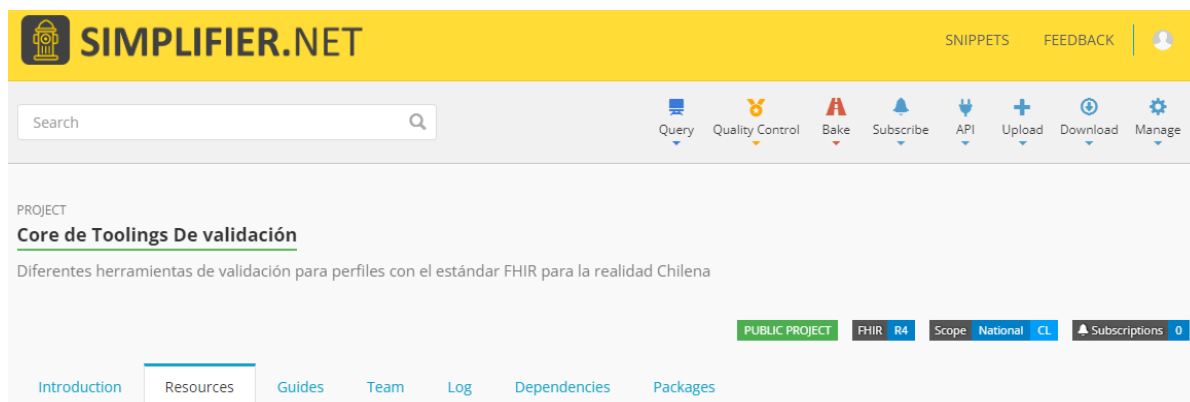 SIMPLIFIER.NET
SNIPPETS FEEDBACK
Search
Query Quality Control Bake Subscribe API Upload Download Manage
PROJECT
Core de Toolings De validación
Diferentes herramientas de validación para perfiles con el estándar FHIR para la realidad Chilena
PUBLIC PROJECT FHIR R4 Scope National CL Subscriptions 0
Introduction Resources Guides Team Log Dependencies Packages